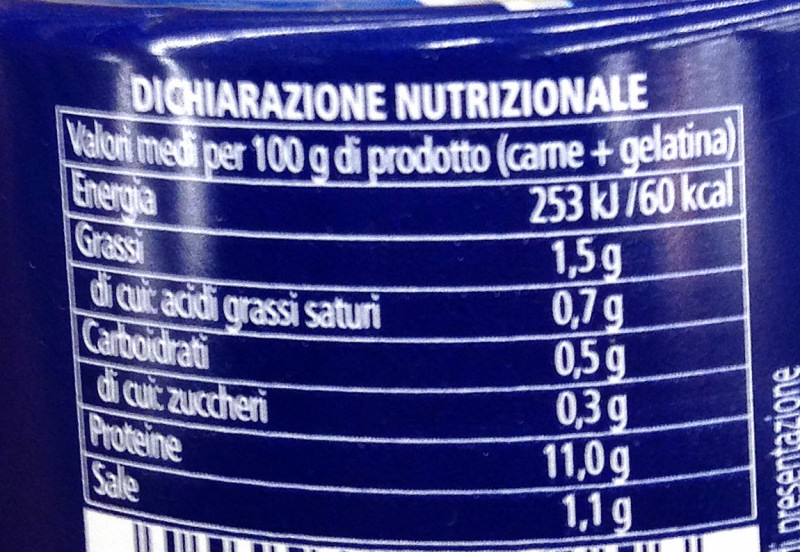 DICHIARAZIONE NUTRIZIONALE
Valori medi per 100 g di prodotto (carne + gelatina)
Energia 253 kJ /60 kcal
Grassi 1,5 g
di cui: acidi grassi saturi 0,7 g
Carboidrati 0,5 g
di cui: zuccheri 0,3 g
Proteine 11,0 g
Sale 1,1 g
di presentazione